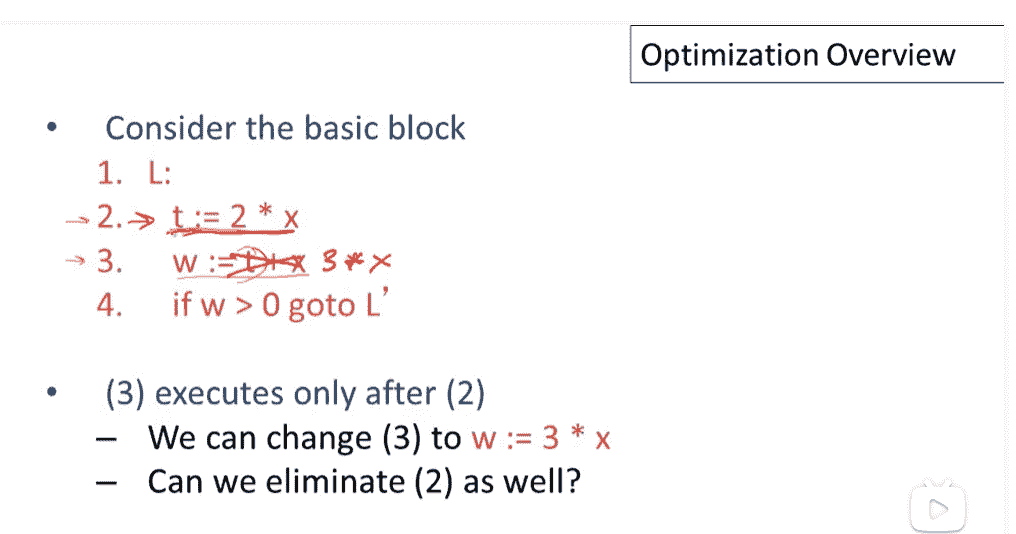 Optimization Overview
• Consider the basic block
1. L:
→ 2. → t := 2 * x
→ 3. w := t + x 3 * x
4. if w > 0 goto L’
• (3) executes only after (2)
– We can change (3) to w := 3 * x
– Can we eliminate (2) as well?